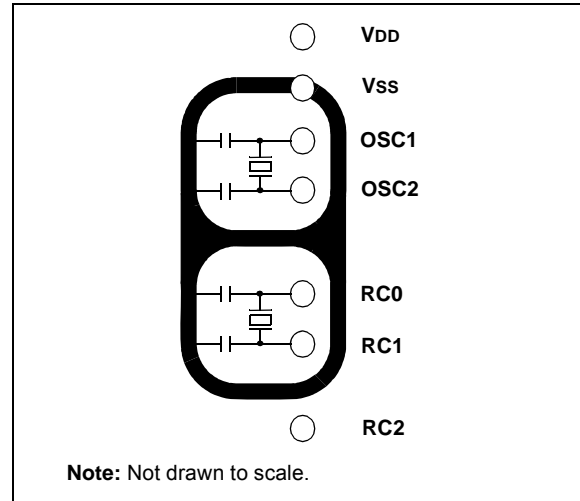 VDD
VSS
OSC1
OSC2
RC0
RC1
RC2
Note: Not drawn to scale.